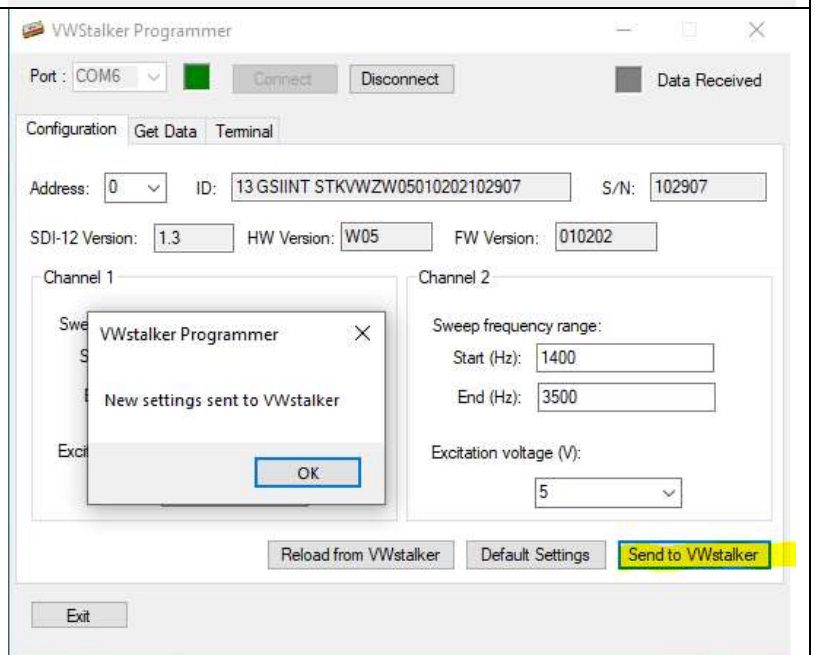 VWStalker Programmer
Port : COM6 Connect Disconnect Data Received
Configuration Get Data Terminal
Address: 0 ID: 13 GSIINT STKVWZW05010202102907 S/N: 102907
SDI-12 Version: 1.3 HW Version: W05 FW Version: 010202
Channel 1
Channel 2
VWstalker Programmer
New settings sent to VWstalker
OK
Sweep frequency range:
Start (Hz): 1400
End (Hz): 3500
Excitation voltage (V):
5
Reload from VWstalker Default Settings Send to VWstalker
Exit